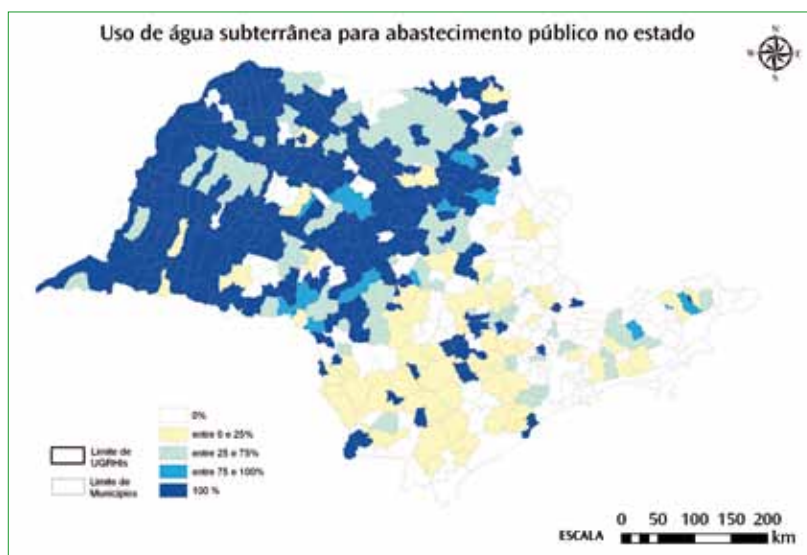 Uso de água subterrânea para abastecimento público no estado
N
W E
S
0%
entre 0 e 25%
entre 25 e 75%
entre 75 e 100%
100 %
Limite de
UGRHIs
Limite de
Municípios
ESCALA 0 50 100 150 200
km